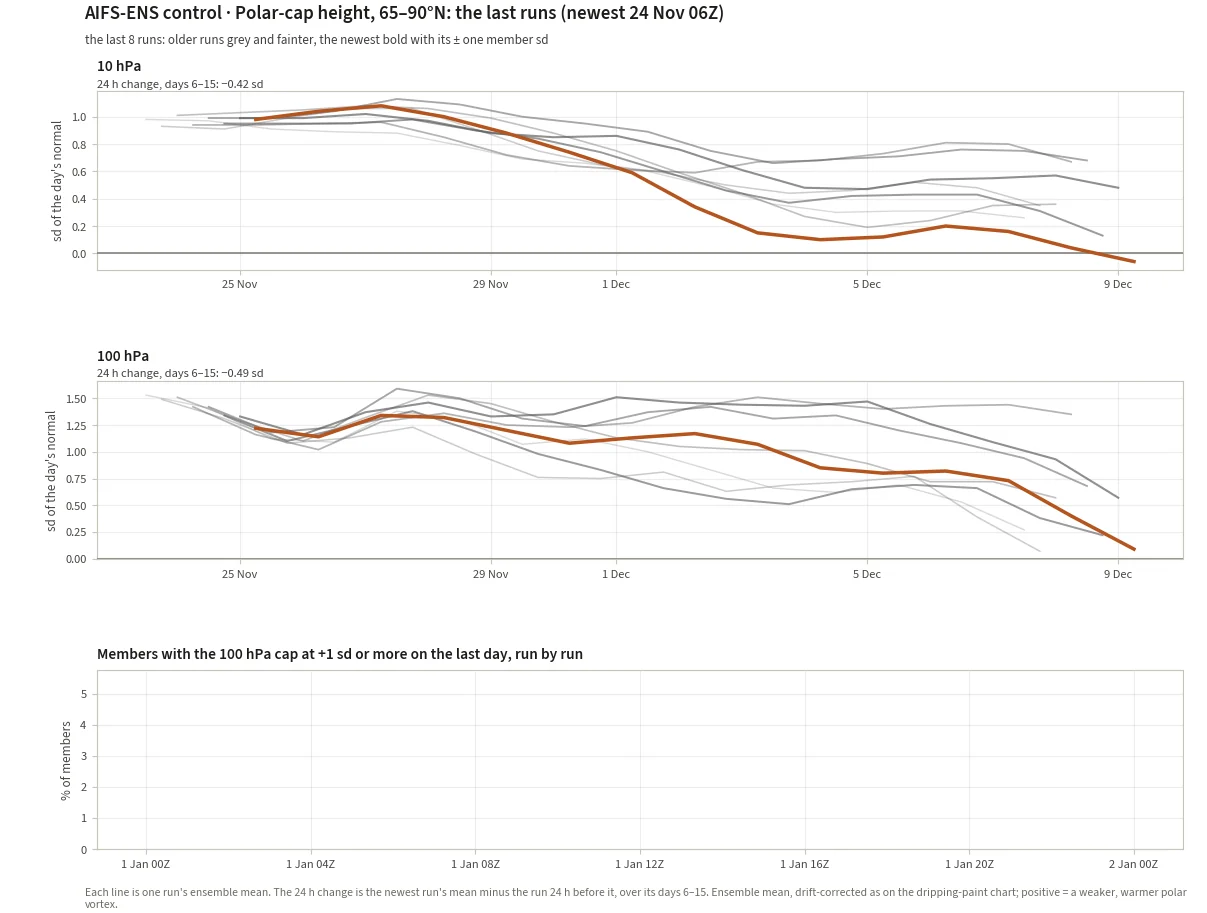 AIFS-ENS control · Polar-cap height, 65–90°N: the last runs (newest 24 Nov 06Z)
the last 8 runs: older runs grey and fainter, the newest bold with its ± one member sd
10 hPa
24 h change, days 6–15: −0.42 sd
sd of the day's normal
1.0
0.8
0.6
0.4
0.2
0.0
25 Nov
29 Nov
1 Dec
5 Dec
9 Dec
100 hPa
24 h change, days 6–15: −0.49 sd
sd of the day's normal
1.50
1.25
1.00
0.75
0.50
0.25
0.00
25 Nov
29 Nov
1 Dec
5 Dec
9 Dec
Members with the 100 hPa cap at +1 sd or more on the last day, run by run
% of members
5
4
3
2
1
0
1 Jan 00Z
1 Jan 04Z
1 Jan 08Z
1 Jan 12Z
1 Jan 16Z
1 Jan 20Z
2 Jan 00Z
Each line is one run's ensemble mean. The 24 h change is the newest run's mean minus the run 24 h before it, over its days 6–15. Ensemble mean, drift-corrected as on the dripping-paint chart; positive = a weaker, warmer polar
vortex.